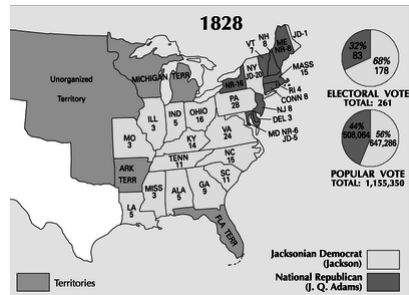 1828
Unorganized
Territory
MICHIGAN TERR
VT
7
NH
8
ME
NR-8
JD-1
MASS
15
NY
JD-20
NR-16
RI 4
CONN 8
NJ 8
DEL 3
MD NR-6
JD-5
PA
28
OHIO
16
IND
5
ILL
3
MO
3
KY
14
VA
24
TENN
11
NC
15
SC
11
ARK
TERR
MISS
3
ALA
5
GA
9
LA
5
FLA TERR
32%
83
68%
178
ELECTORAL VOTE
TOTAL: 261
44%
508,064
56%
647,286
POPULAR VOTE
TOTAL: 1,155,350
Jacksonian Democrat
(Jackson)
National Republican
(J. Q. Adams)
Territories